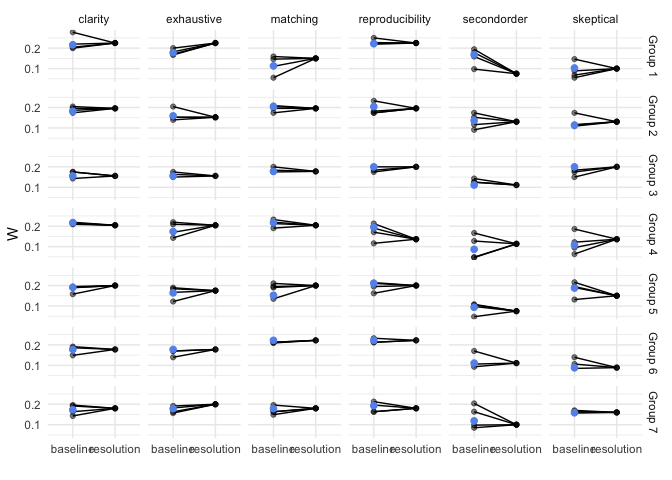 clarity exhaustive matching reproducibility secondorder skeptical
0.2
0.1
Group 1
0.2
0.1
Group 2
0.2
0.1
Group 3
0.2
0.1
Group 4
0.2
0.1
Group 5
0.2
0.1
Group 6
0.2
0.1
Group 7
W
baseline resolution baseline resolution baseline resolution baseline resolution baseline resolution baseline resolution